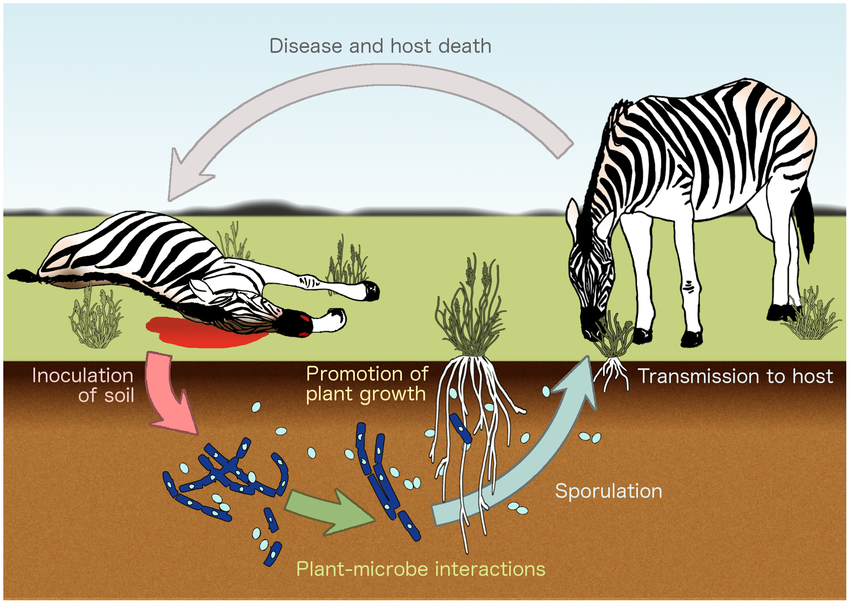 Disease and host death
Inoculation
of soil
Promotion of
plant growth
Transmission to host
Sporulation
Plant-microbe interactions